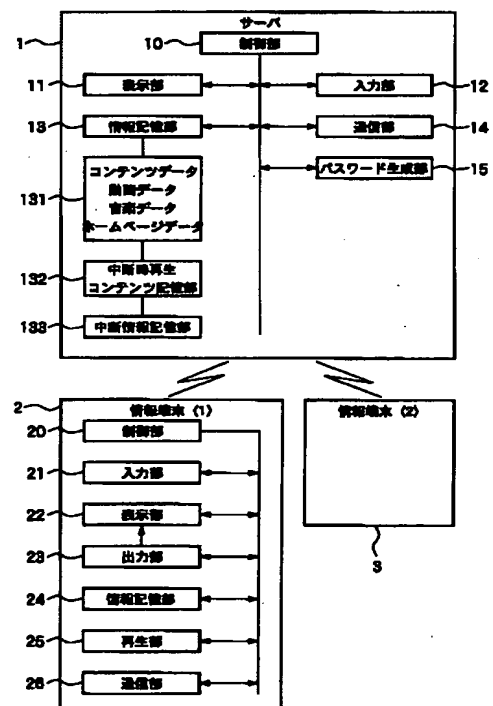 サーバ
1
10
制御部
11
表示部
入力部
12
13
情報記憶部
通信部
14
パスワード生成部
15
131
コンテンツデータ
動画データ
音楽データ
ホームページデータ
132
中断時再生
コンテンツ記憶部
133
中断情報記憶部
2
情報端末(1)
情報端末(2)
20
制御部
21
入力部
22
表示部
23
出力部
3
24
情報記憶部
25
再生部
26
通信部